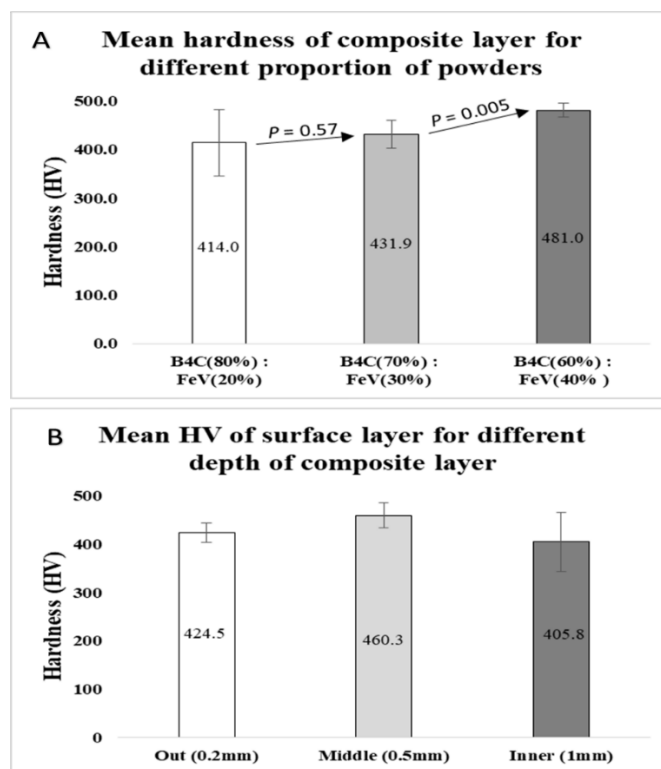 A
Mean hardness of composite layer for
different proportion of powders
Hardness (HV)
500.0
400.0
300.0
200.0
100.0
0.0
P = 0.57
P = 0.005
414.0
431.9
481.0
B4C(80%) :
FeV(20%)
B4C(70%) :
FeV(30%)
B4C(60%) :
FeV(40% )
B
Mean HV of surface layer for different
depth of composite layer
Hardness (HV)
500
400
300
200
100
0
424.5
460.3
405.8
Out (0.2mm)
Middle (0.5mm)
Inner (1mm)